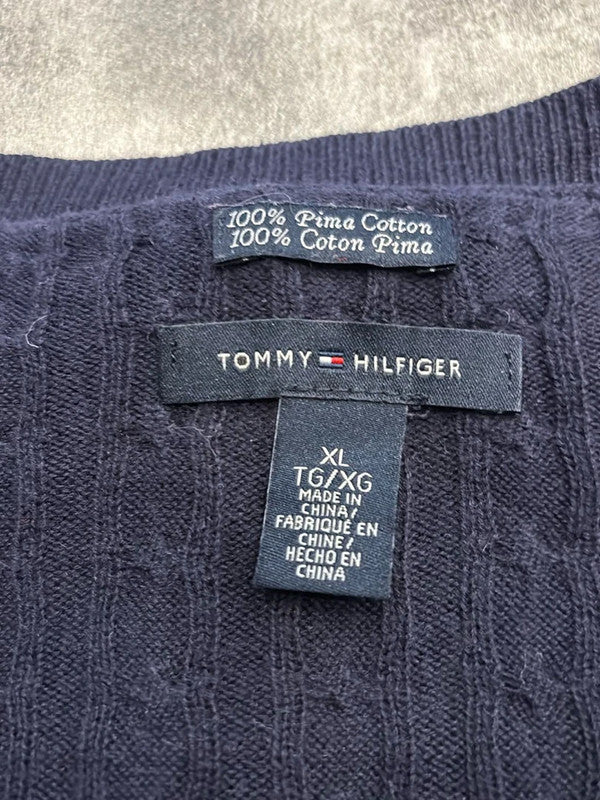 100% Pima Cotton
100% Coton Pima
TOMMY HILFIGER
XL
TG/XG
MADE IN
CHINA/
FABRIQUÉ EN
CHINE/
HECHO EN
CHINA